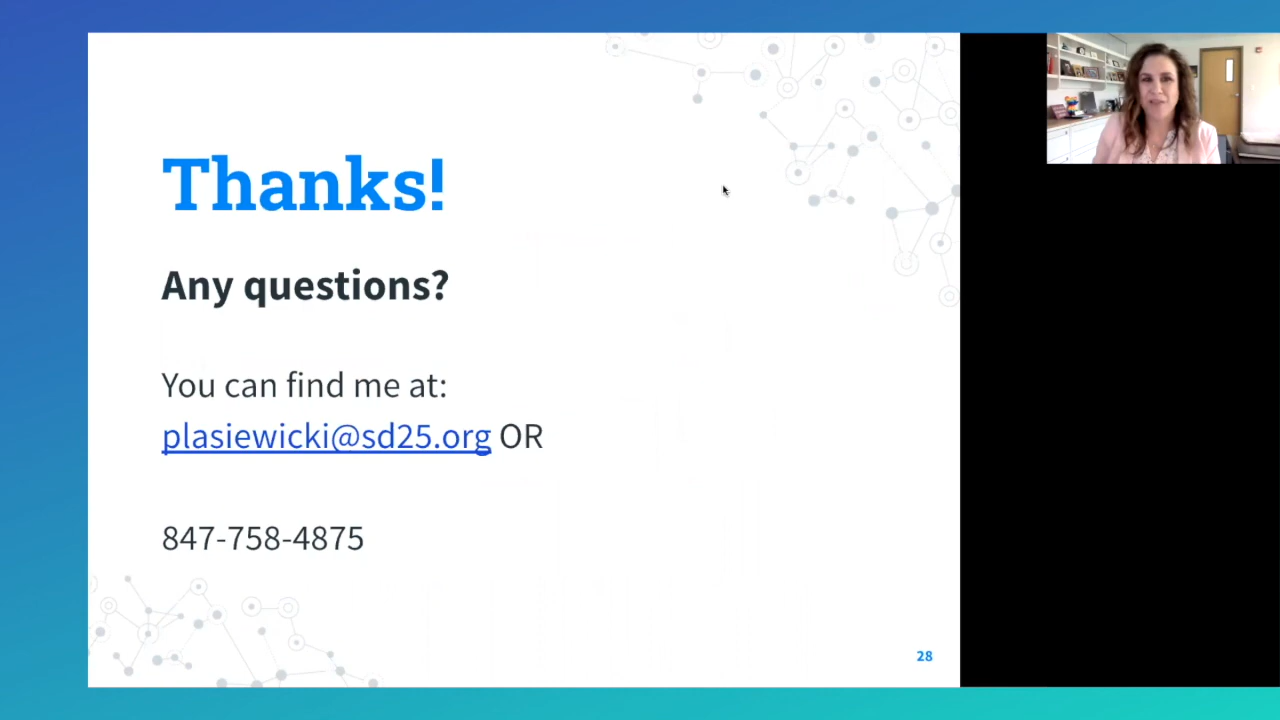 Thanks!
Any questions?
You can find me at:
plasiewicki@sd25.org OR
847-758-4875
28